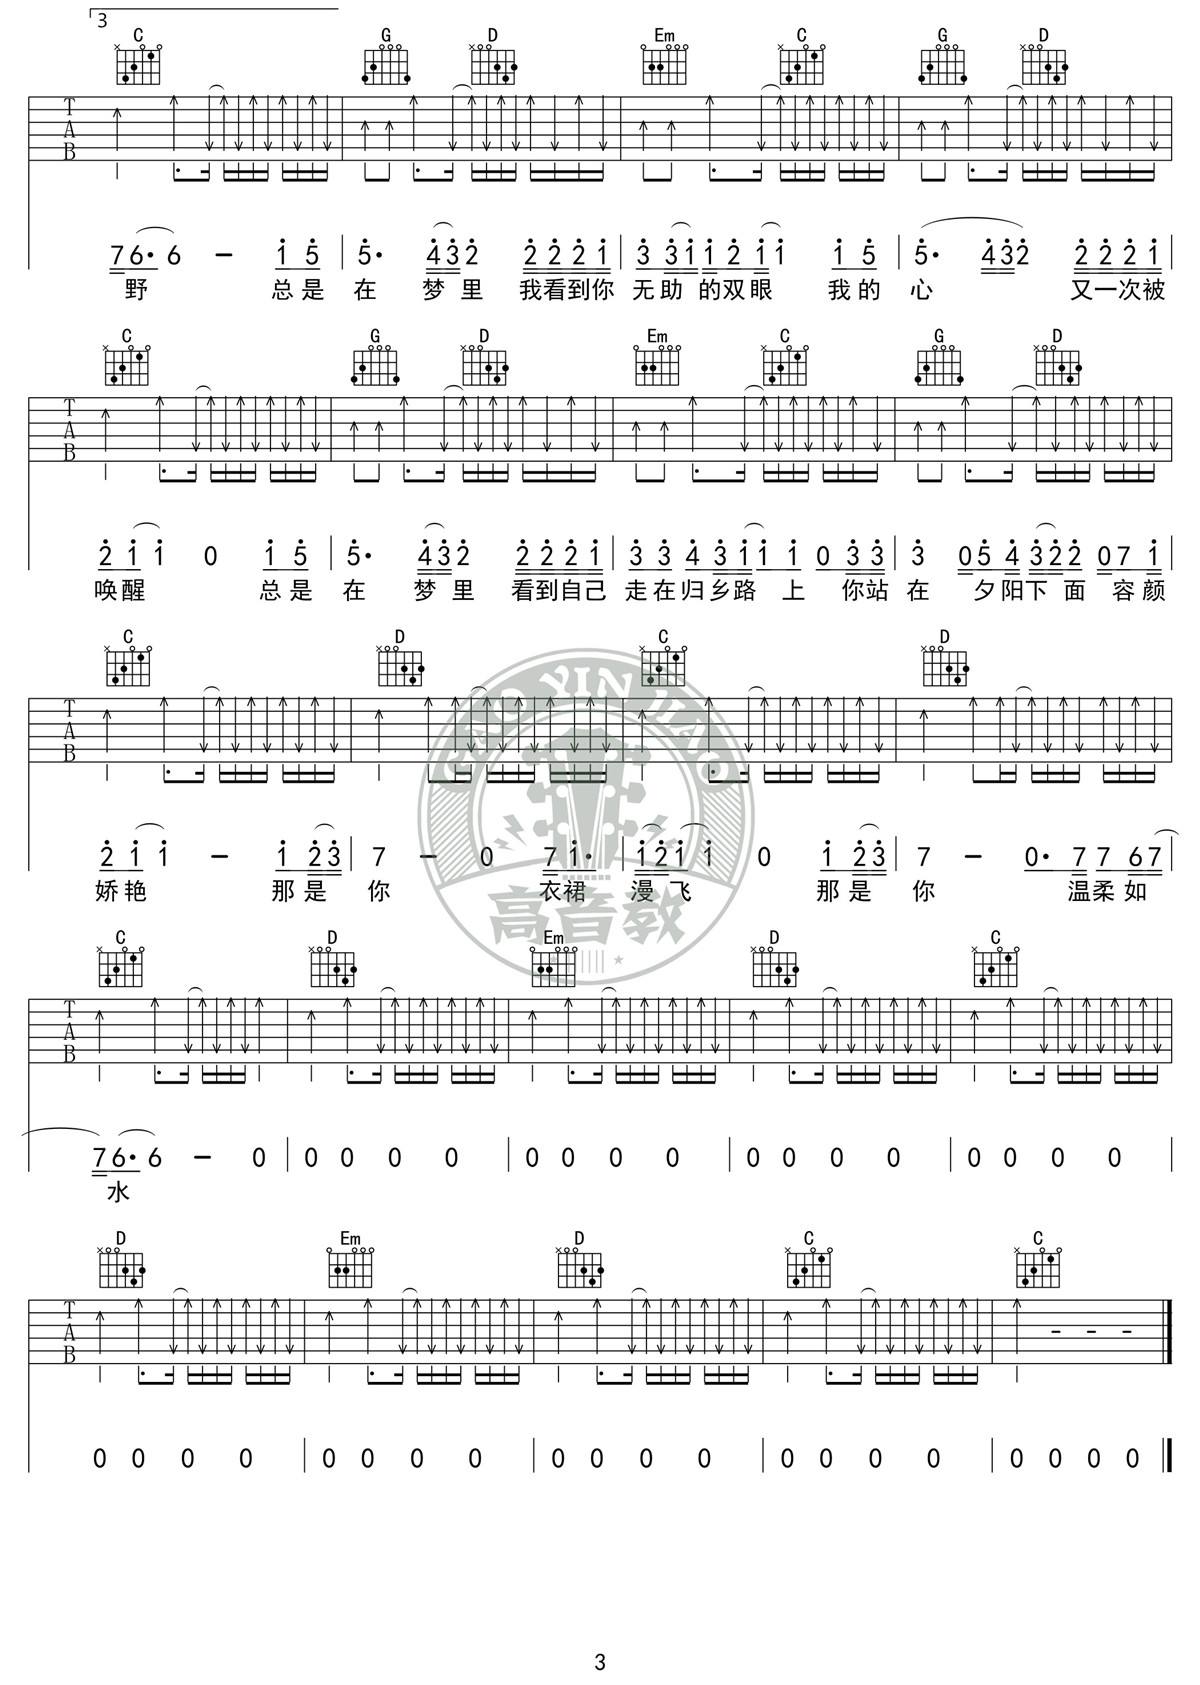 3
C G D Em C G D
T A B
7 6· 6 - 1 5 5· 4 3 2 2 2 2 1 3 3 1 1 2 1 1 1 5 5· 4 3 2 2 2 2 1
野 总是 在 梦 里 我看到你 无助 的双眼 我的 心 又一次被
C G D Em C G D
T A B
2 1 1 0 1 5 5· 4 3 2 2 2 2 1 3 3 4 3 1 1 1 0 3 3 3 0 5 4 3 2 2 0 7 1
唤醒 总是 在 梦 里 看到自己 走在归乡路 上 你站 在 夕阳下 面 容颜
C D C D
T A B
2 1 1 - 1 2 3 7 - 0 7 1· 1 2 1 1 0 1 2 3 7 - 0· 7 7 6 7
娇艳 那是 你 衣裙 漫飞 那是 你 温柔如
GAO YIN JIAO
高音教
C D Em D C
T A B
7 6· 6 - 0 0 0 0 0 0 0 0 0 0 0 0 0 0 0 0 0
水
D Em D C C
T A B
0 0 0 0 0 0 0 0 0 0 0 0 0 0 0 0 0 0 0 0
3